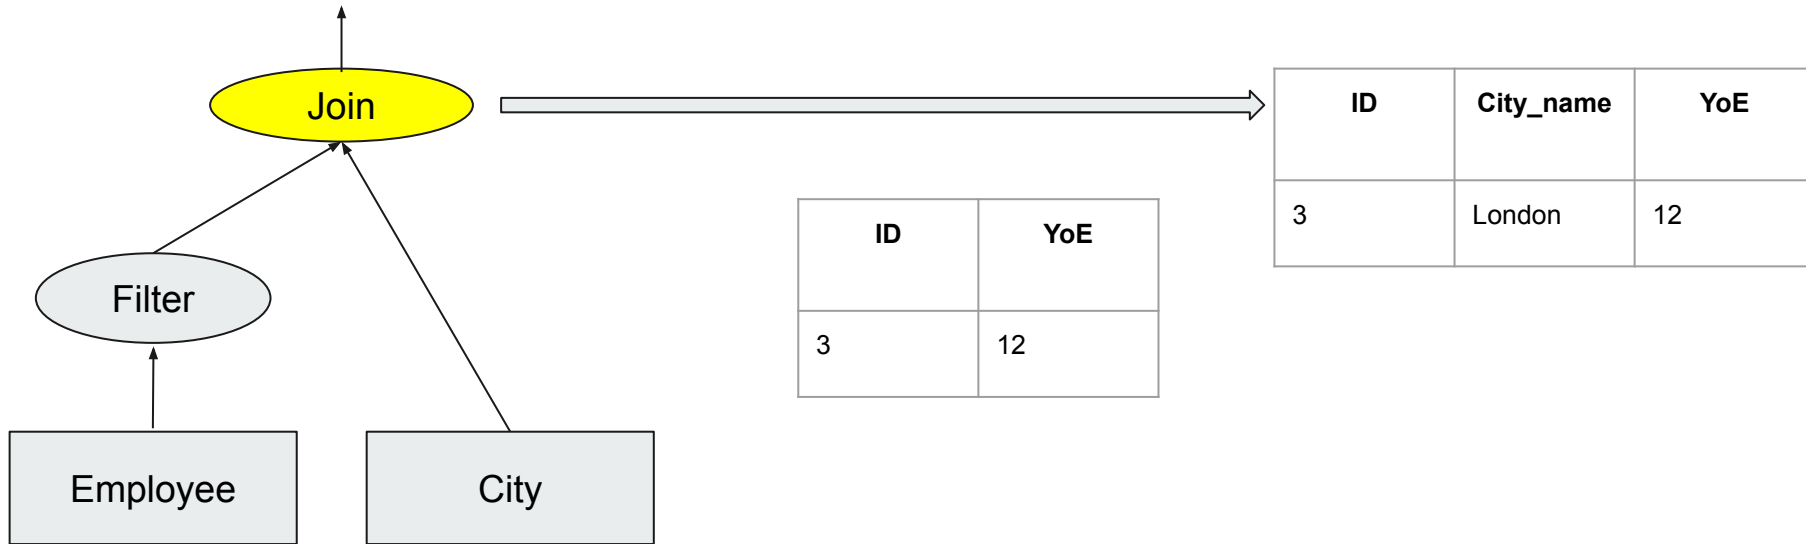 Join
Filter
Employee
City
ID YoE
3 12
ID City_name YoE
3 London 12